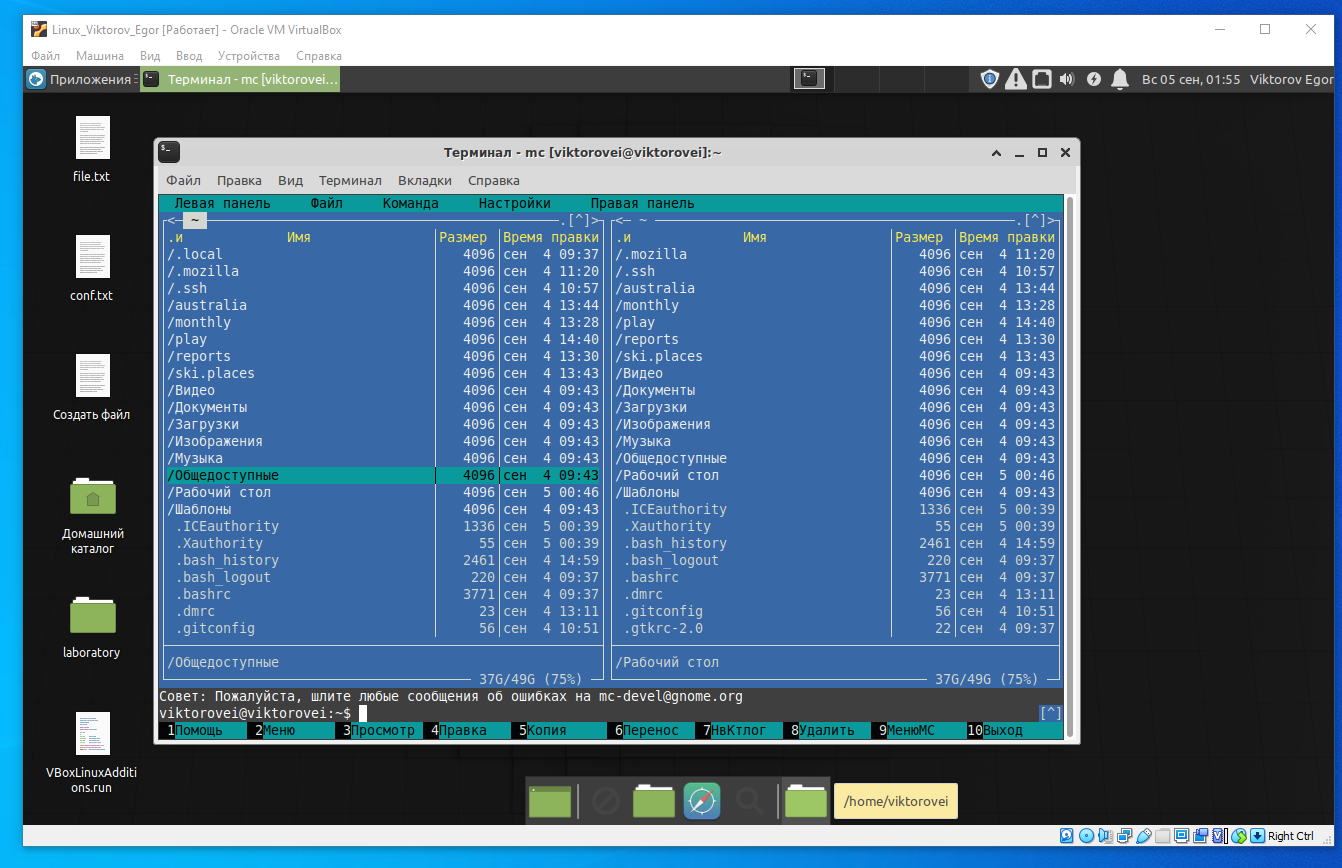 Linux_Viktorov_Egor [Работает] - Oracle VM VirtualBox
Файл Машина Вид Ввод Устройства Справка
Приложения Терминал - mc [viktorovei... Вс 05 сен, 01:55 Viktorov Egor
file.txt
conf.txt
Создать файл
Домашний
каталог
laboratory
VBoxLinuxAdditi
ons.run
Терминал - mc [viktorovei@viktorovei]:~
Файл Правка Вид Терминал Вкладки Справка
Левая панель Файл Команда Настройки Правая панель
<─ ~ .[^]> <─ ~ .[^]>
.и Имя Размер Время правки .и Имя Размер Время правки
/.local 4096 сен 4 09:37 /.mozilla 4096 сен 4 11:20
/.mozilla 4096 сен 4 11:20 /.ssh 4096 сен 4 10:57
/.ssh 4096 сен 4 10:57 /australia 4096 сен 4 13:44
/australia 4096 сен 4 13:44 /monthly 4096 сен 4 13:28
/monthly 4096 сен 4 13:28 /play 4096 сен 4 14:40
/play 4096 сен 4 14:40 /reports 4096 сен 4 13:30
/reports 4096 сен 4 13:30 /ski.places 4096 сен 4 13:43
/ski.places 4096 сен 4 13:43 /Видео 4096 сен 4 09:43
/Видео 4096 сен 4 09:43 /Документы 4096 сен 4 09:43
/Документы 4096 сен 4 09:43 /Загрузки 4096 сен 4 09:43
/Загрузки 4096 сен 4 09:43 /Изображения 4096 сен 4 09:43
/Изображения 4096 сен 4 09:43 /Музыка 4096 сен 4 09:43
/Музыка 4096 сен 4 09:43 /Общедоступные 4096 сен 4 09:43
/Общедоступные 4096 сен 4 09:43 /Рабочий стол 4096 сен 5 00:46
/Рабочий стол 4096 сен 5 00:46 /Шаблоны 4096 сен 4 09:43
/Шаблоны 4096 сен 4 09:43 .ICEauthority 1336 сен 5 00:39
.ICEauthority 1336 сен 5 00:39 .Xauthority 55 сен 5 00:39
.Xauthority 55 сен 5 00:39 .bash_history 2461 сен 4 14:59
.bash_history 2461 сен 4 14:59 .bash_logout 220 сен 4 09:37
.bash_logout 220 сен 4 09:37 .bashrc 3771 сен 4 09:37
.bashrc 3771 сен 4 09:37 .dmrc 23 сен 4 13:11
.dmrc 23 сен 4 13:11 .gitconfig 56 сен 4 10:51
.gitconfig 56 сен 4 10:51 .gtkrc-2.0 22 сен 4 09:37
/Общедоступные /Рабочий стол
37G/49G (75%) 37G/49G (75%)
Совет: Пожалуйста, шлите любые сообщения об ошибках на mc-devel@gnome.org
viktorovei@viktorovei:~$ [^]
1Помощь 2Меню 3Просмотр 4Правка 5Копия 6Перенос 7НвКтлог 8Удалить 9МенюМС 10Выход
/home/viktorovei
Right Ctrl